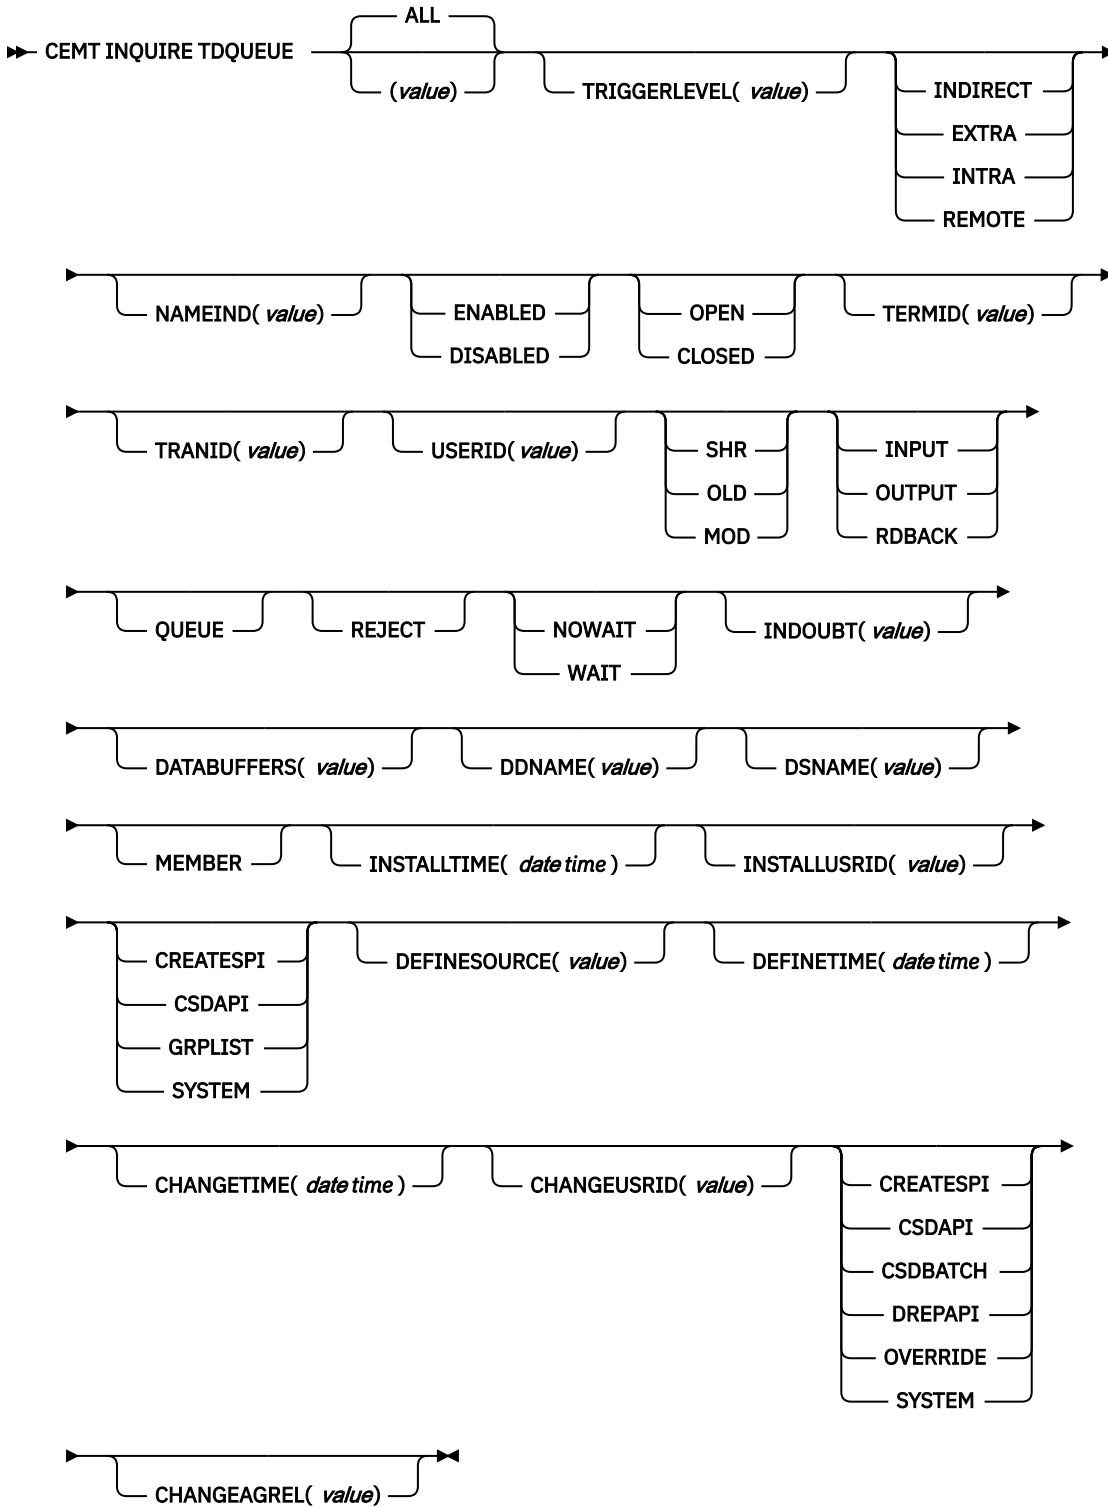 ALL
CEMT INQUIRE TDQUEUE
(value)
TRIGGERLEVEL( value)
INDIRECT
EXTRA
INTRA
REMOTE
NAMEIND( value)
ENABLED
DISABLED
OPEN
CLOSED
TERMID( value)
TRANID( value)
USERID( value)
SHR
OLD
MOD
INPUT
OUTPUT
RDBACK
QUEUE
REJECT
NOWAIT
WAIT
INDOUBT( value)
DATABUFFERS( value)
DDNAME( value)
DSNAME( value)
MEMBER
INSTALLTIME( date time )
INSTALLUSRID( value)
CREATESPI
CSDAPI
GRPLIST
SYSTEM
DEFINESOURCE( value)
DEFINETIME( date time )
CHANGETIME( date time )
CHANGEUSRID( value)
CREATESPI
CSDAPI
CSDBATCH
DREPAPI
OVERRIDE
SYSTEM
CHANGEAGREL( value)